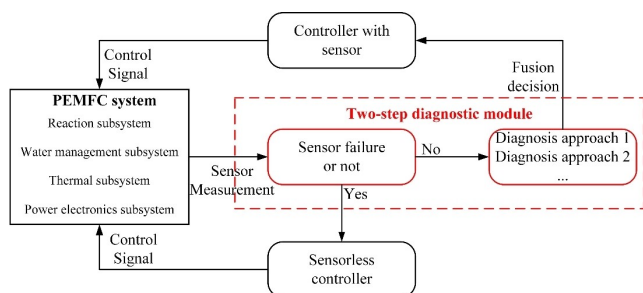 Controller with
sensor
Control
Signal
Fusion
decision
PEMFC system
Reaction subsystem
Water management subsystem
Thermal subsystem
Power electronics subsystem
Two-step diagnostic module
Sensor
Measurement
Sensor failure
or not
No
Diagnosis approach 1
Diagnosis approach 2
...
Yes
Control
Signal
Sensorless
controller